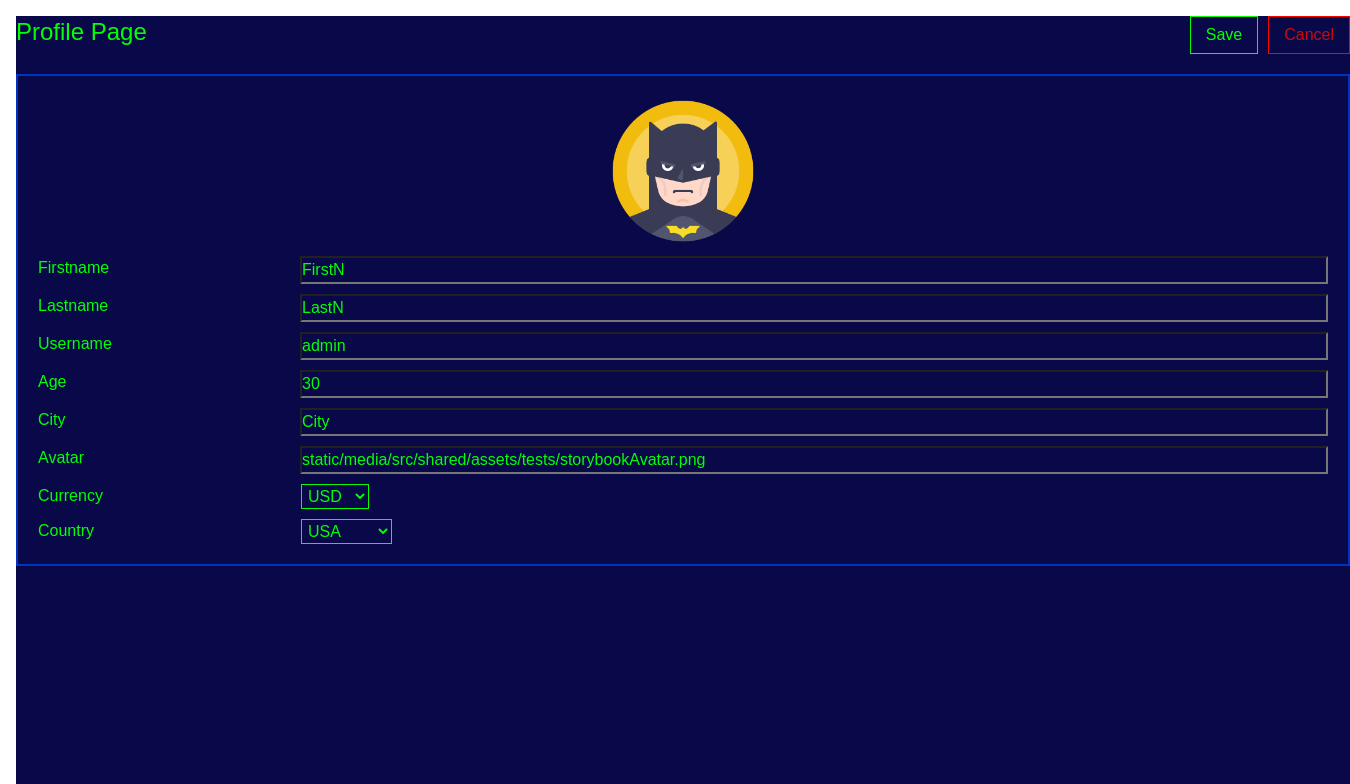 Profile Page Save Cancel
Firstname FirstN
Lastname LastN
Username admin
Age 30
City City
Avatar static/media/src/shared/assets/tests/storybookAvatar.png
Currency USD
Country USA